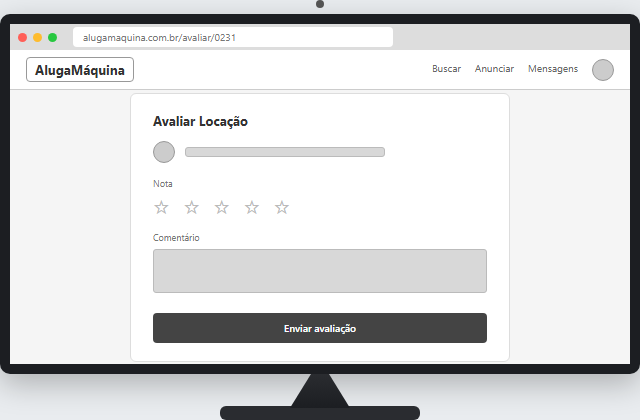 alugamaquina.com.br/avaliar/0231
AlugaMáquina
Buscar Anunciar Mensagens
Avaliar Locação
Nota
Comentário
Enviar avaliação